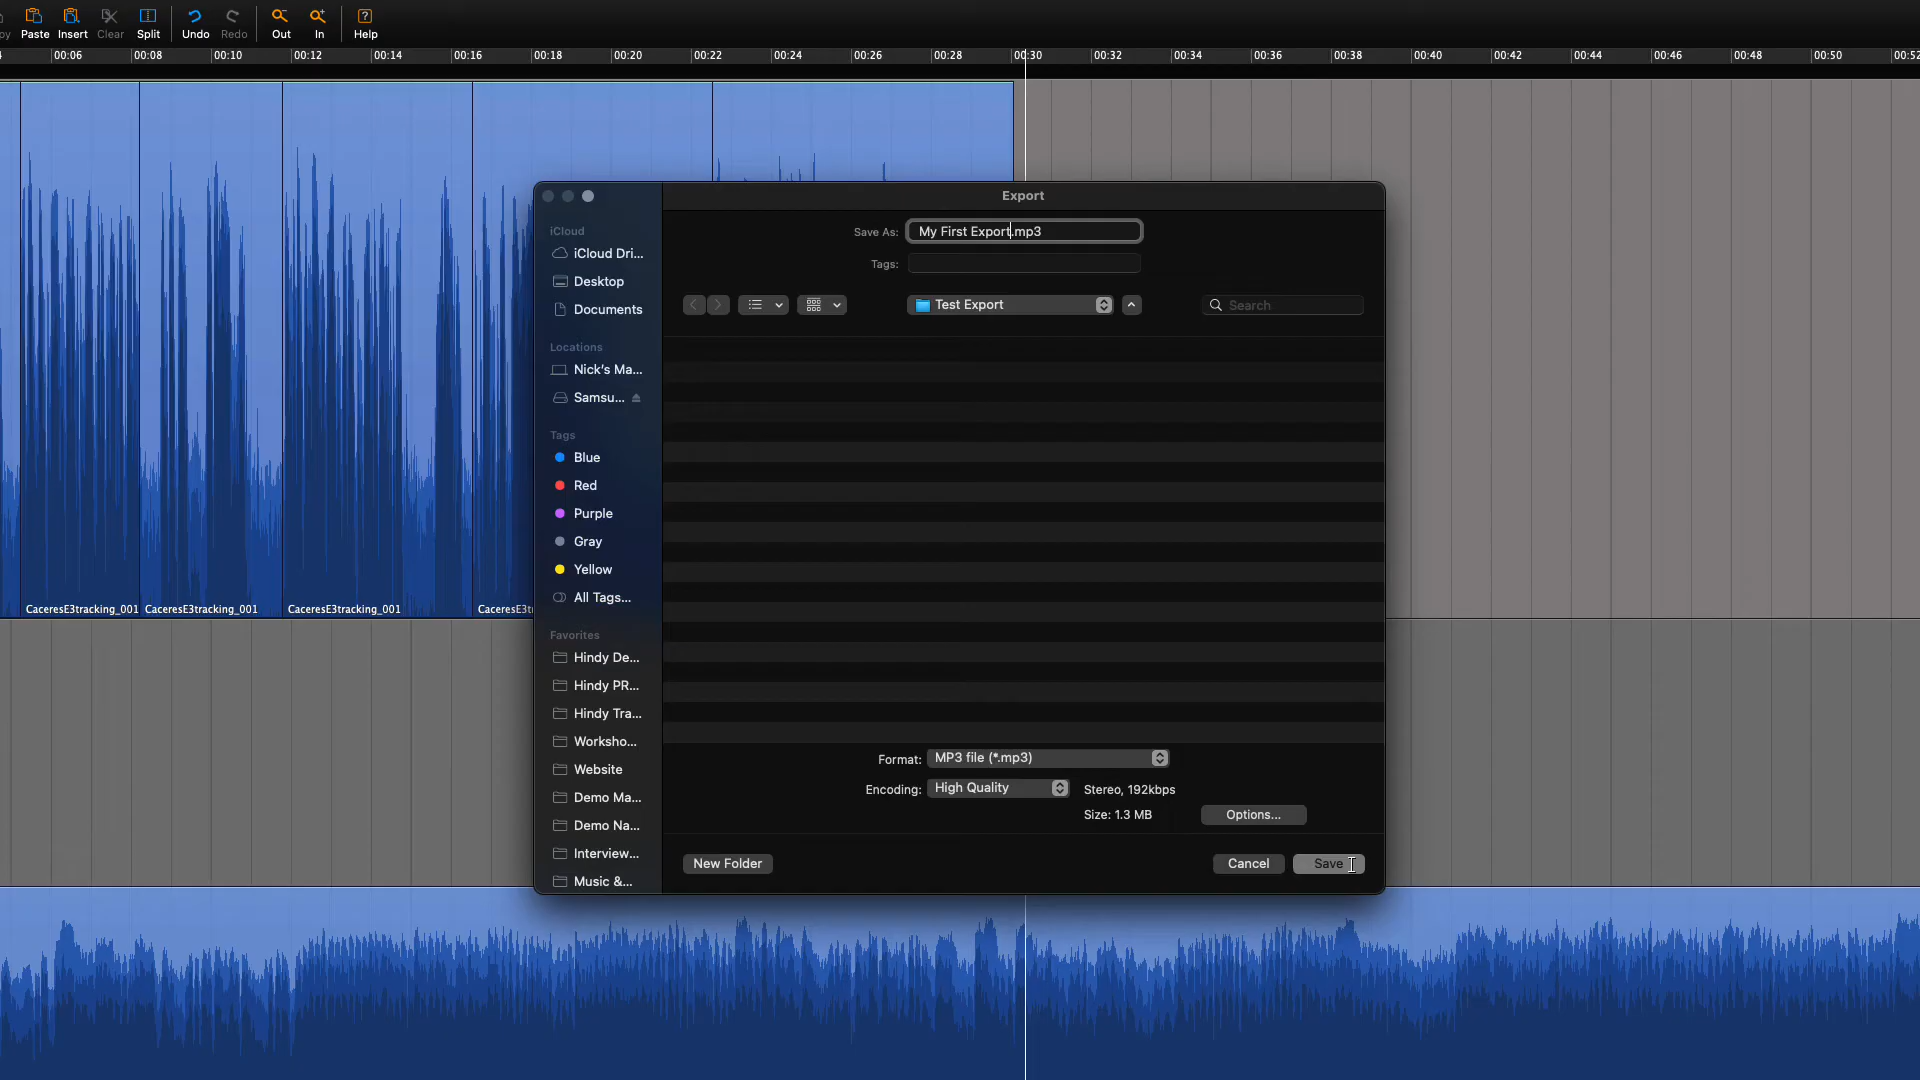 py Paste Insert Clear Split Undo Redo Out In Help
00:06 00:08 00:10 00:12 00:14 00:16 00:18 00:20 00:22 00:24 00:26 00:28 00:30 00:32 00:34 00:36 00:38 00:40 00:42 00:44 00:46 00:48 00:50 00:52
Export
iCloud
iCloud Dri...
Desktop
Documents
Locations
Nick's Ma...
Samsu...
Tags
Blue
Red
Purple
Gray
Yellow
All Tags...
Favorites
Hindy De...
Hindy PR...
Hindy Tra...
Worksho...
Website
Demo Ma...
Demo Na...
Interview...
Music &...
Save As: My First Export.mp3
Tags:
Test Export
Search
Format: MP3 file (*.mp3)
Encoding: High Quality Stereo, 192kbps
Size: 1.3 MB Options...
New Folder Cancel Save
CaceresE3tracking_001 CaceresE3tracking_001 CaceresE3tracking_001 CaceresE3tr